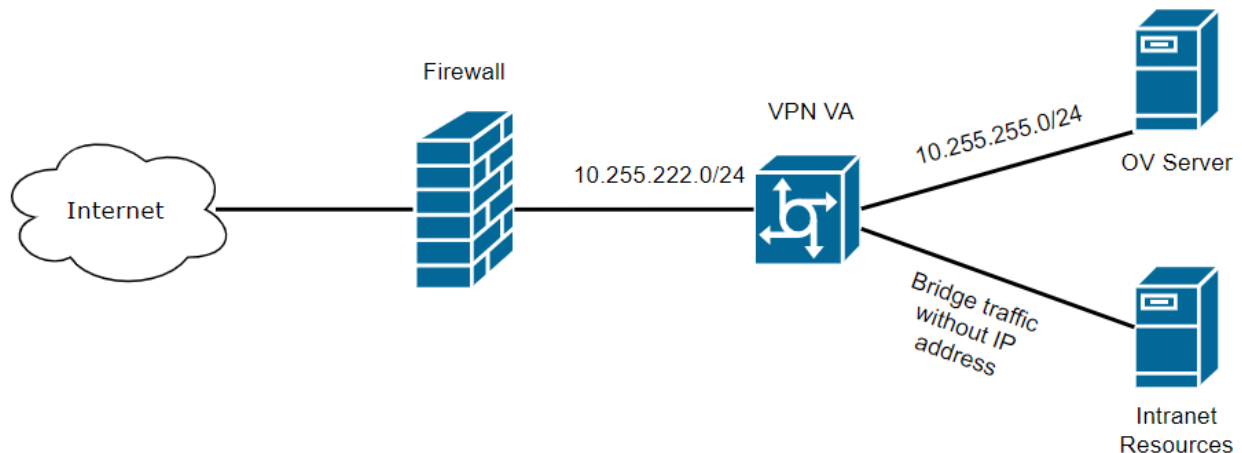 Internet
Firewall
10.255.222.0/24
VPN VA
10.255.255.0/24
OV Server
Bridge traffic
without IP
address
Intranet
Resources